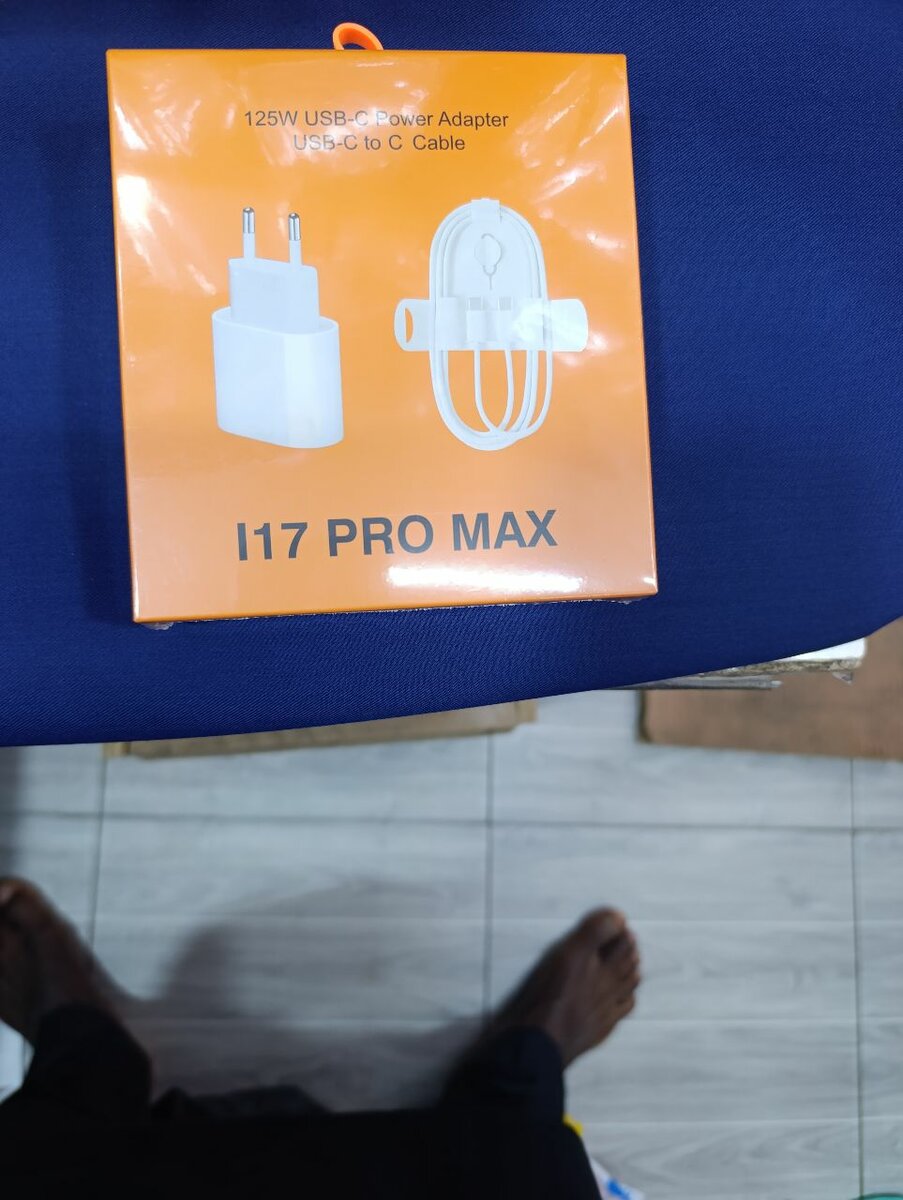 125W USB-C Power Adapter
USB-C to C Cable
I17 PRO MAX